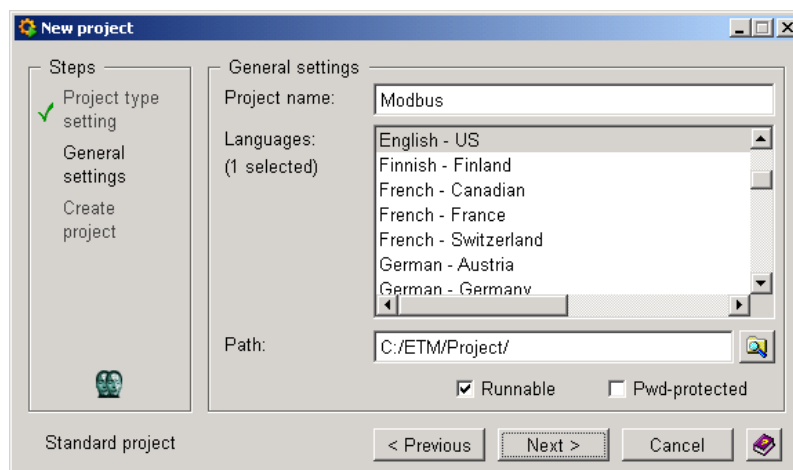 New project
Steps
Project type
setting
General
settings
Create
project
General settings
Project name:
Modbus
Languages:
(1 selected)
English - US
Finnish - Finland
French - Canadian
French - France
French - Switzerland
German - Austria
German - Germany
Path:
C:/ETM/Project/
Runnable
Pwd-protected
Standard project
< Previous
Next >
Cancel